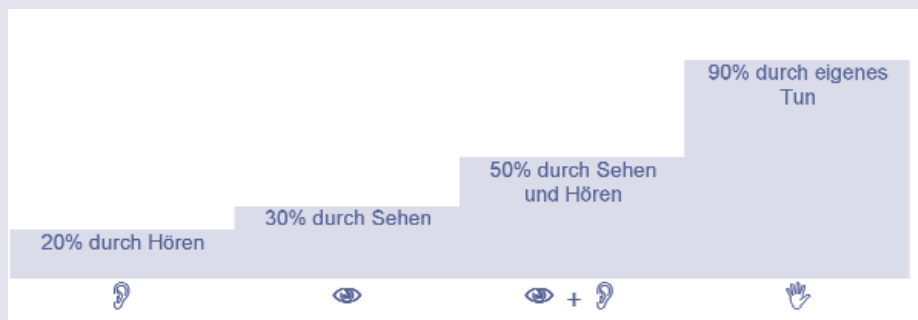 20% durch Hören
30% durch Sehen
50% durch Sehen
und Hören
90% durch eigenes
Tun
+